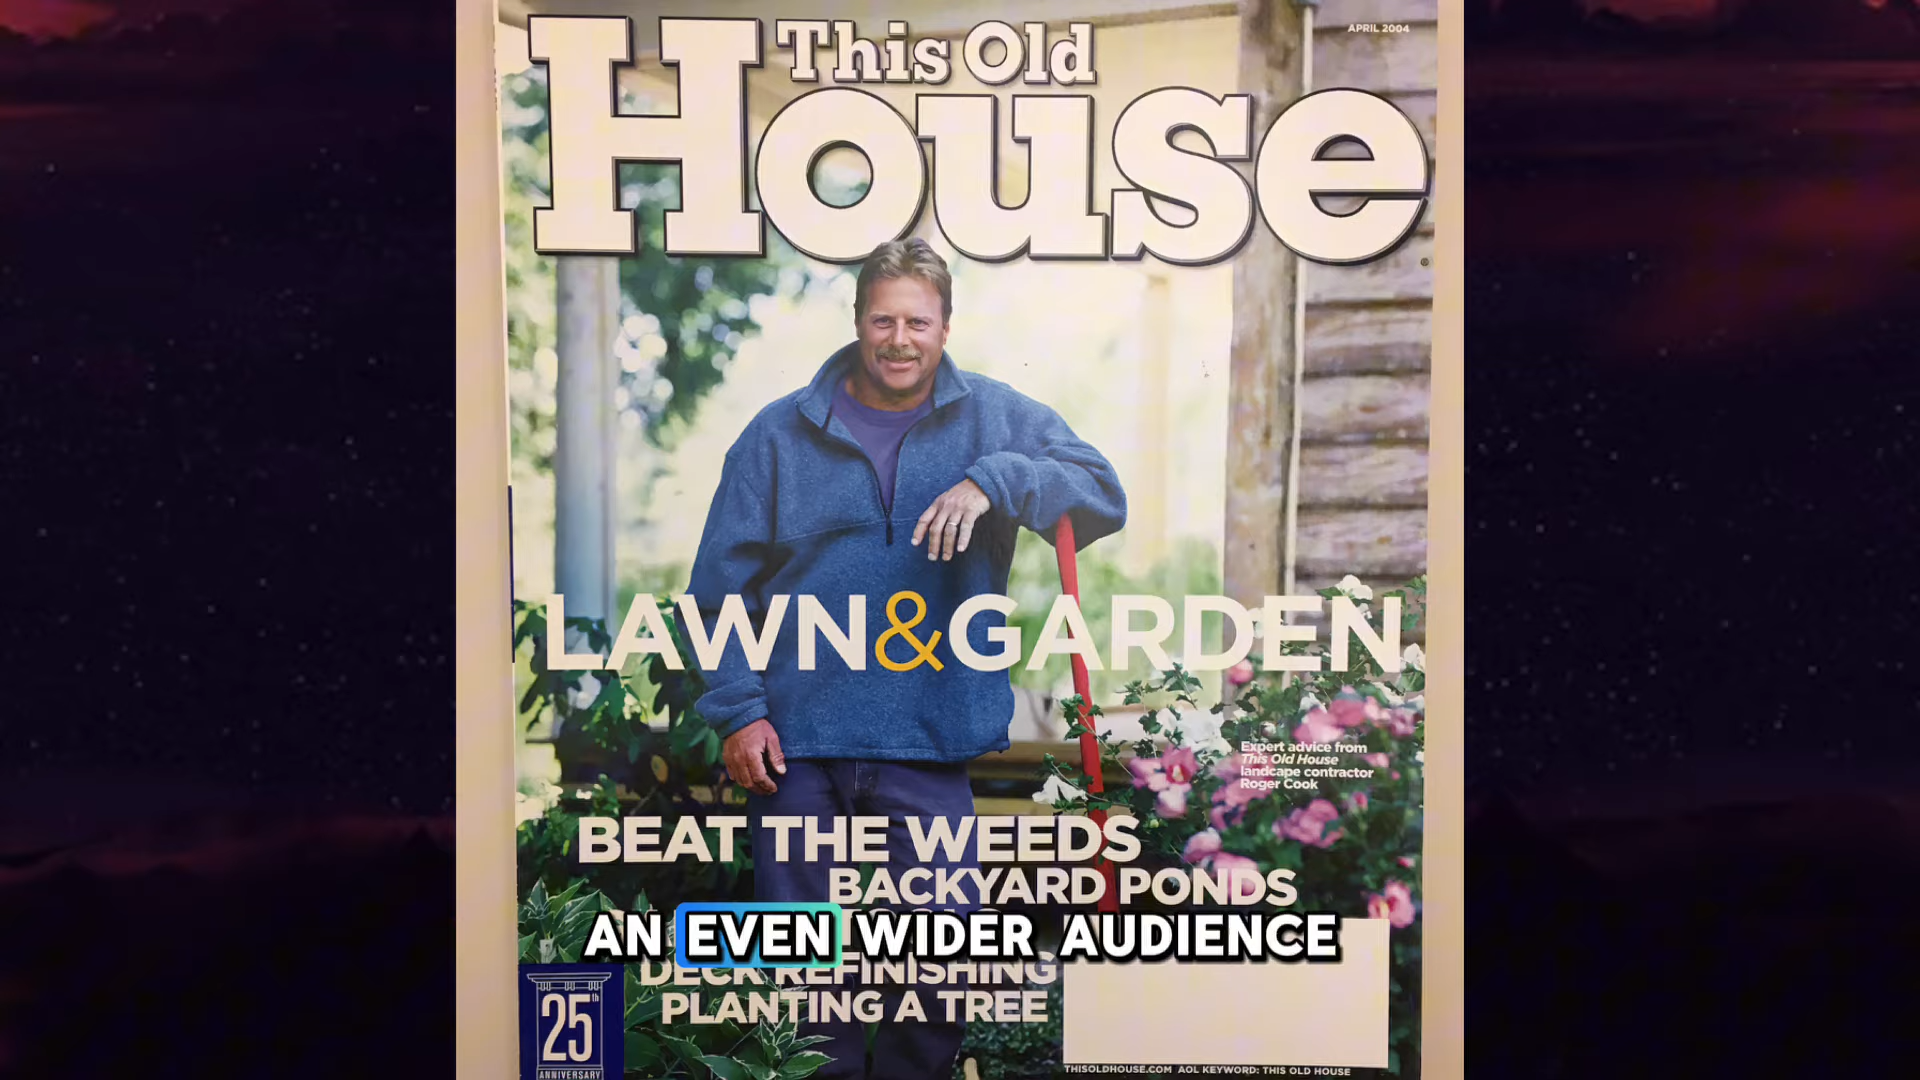 APRIL 2004
This Old
House
LAWN&GARDEN
Expert advice from
This Old House
landcape contractor
Roger Cook
BEAT THE WEEDS
BACKYARD PONDS
AN EVEN WIDER AUDIENCE
DECK REFINISHING
PLANTING A TREE
25th
ANNIVERSARY
THISOLDHOUSE.COM AOL KEYWORD: THIS OLD HOUSE